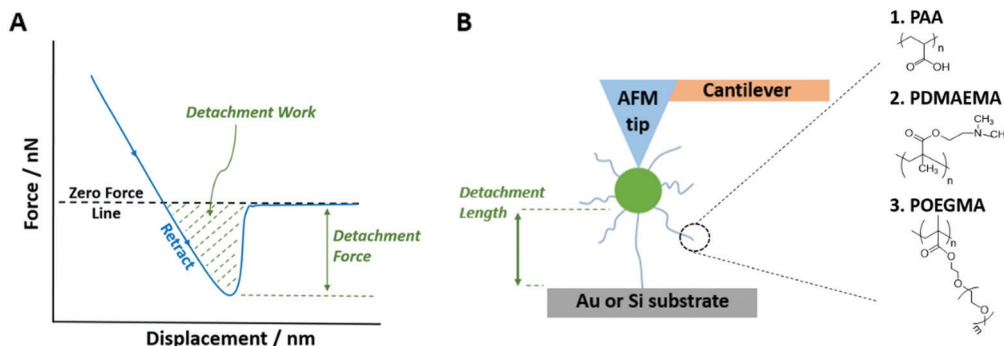 A
Force / nN
Detachment Work
Zero Force
Line
Retract
Detachment
Force
Displacement / nm
B
AFM
tip
Cantilever
Detachment
Length
Au or Si substrate
1. PAA
n
O
OH
2. PDMAEMA
O
O
N
CH3
CH3
CH3
n
3. POEGMA
n
O
O
O
O
m